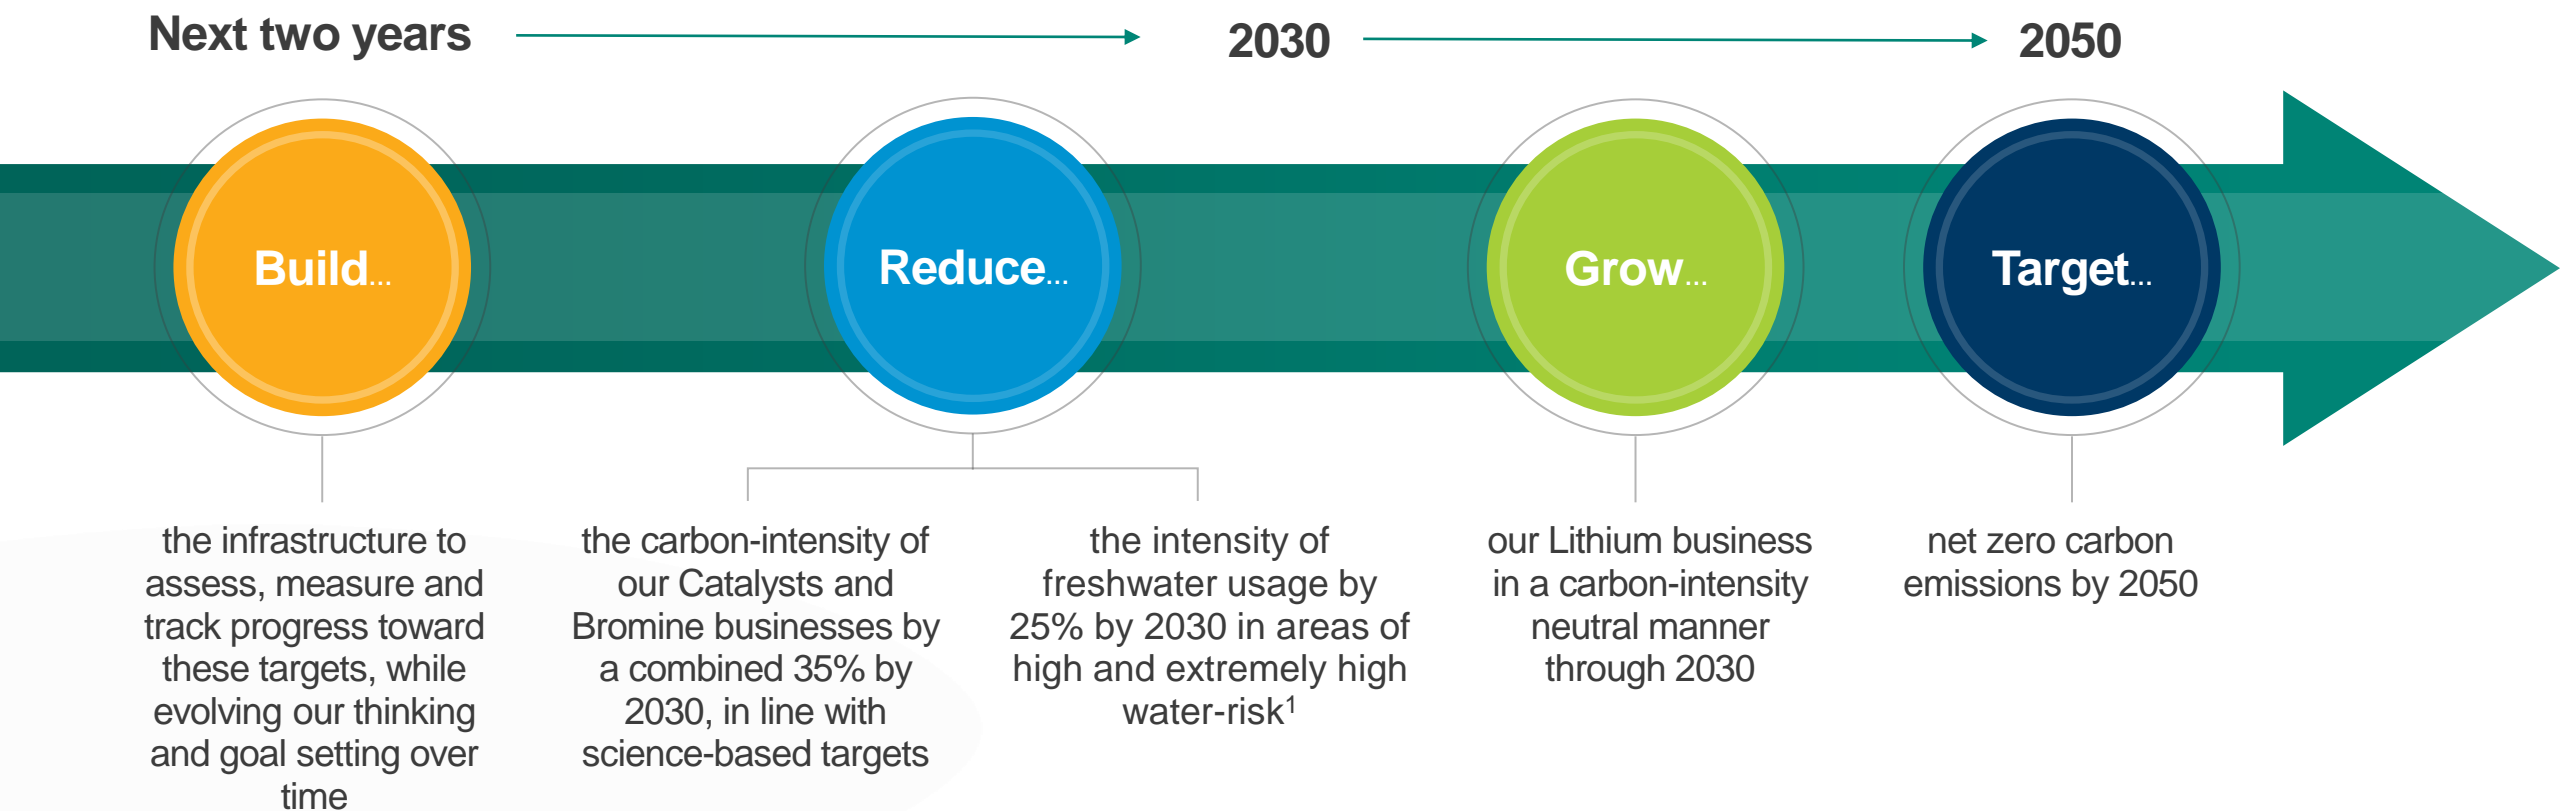 Next two years
2030
2050
Build...
Reduce...
Grow...
Target...
the infrastructure to
assess, measure and
track progress toward
these targets, while
evolving our thinking
and goal setting over
time
the carbon-intensity of
our Catalysts and
Bromine businesses by
a combined 35% by
2030, in line with
science-based targets
the intensity of
freshwater usage by
25% by 2030 in areas of
high and extremely high
water-risk¹
our Lithium business
in a carbon-intensity
neutral manner
through 2030
net zero carbon
emissions by 2050